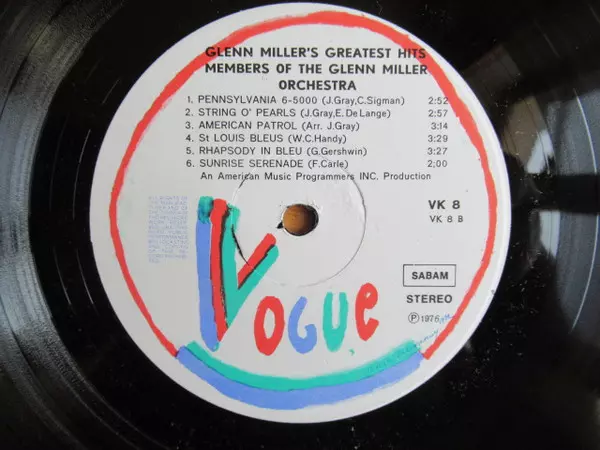 GLENN MILLER'S GREATEST HITS
MEMBERS OF THE GLENN MILLER
ORCHESTRA
1. PENNSYLVANIA 6-5000 (J.Gray,C.Sigman) 2:52
2. STRING O' PEARLS (J.Gray,E.DeLange) 2:57
3. AMERICAN PATROL (Arr. J.Gray) 3:14
4. St LOUIS BLEUS (W.C.Handy) 3:29
5. RHAPSODY IN BLEU (G.Gershwin) 3:27
6. SUNRISE SERENADE (F.Carle) 2:00
An American Music Programmers INC. Production
VK 8
VK 8 B
SABAM
STEREO
Ⓟ 1976
VOGUE